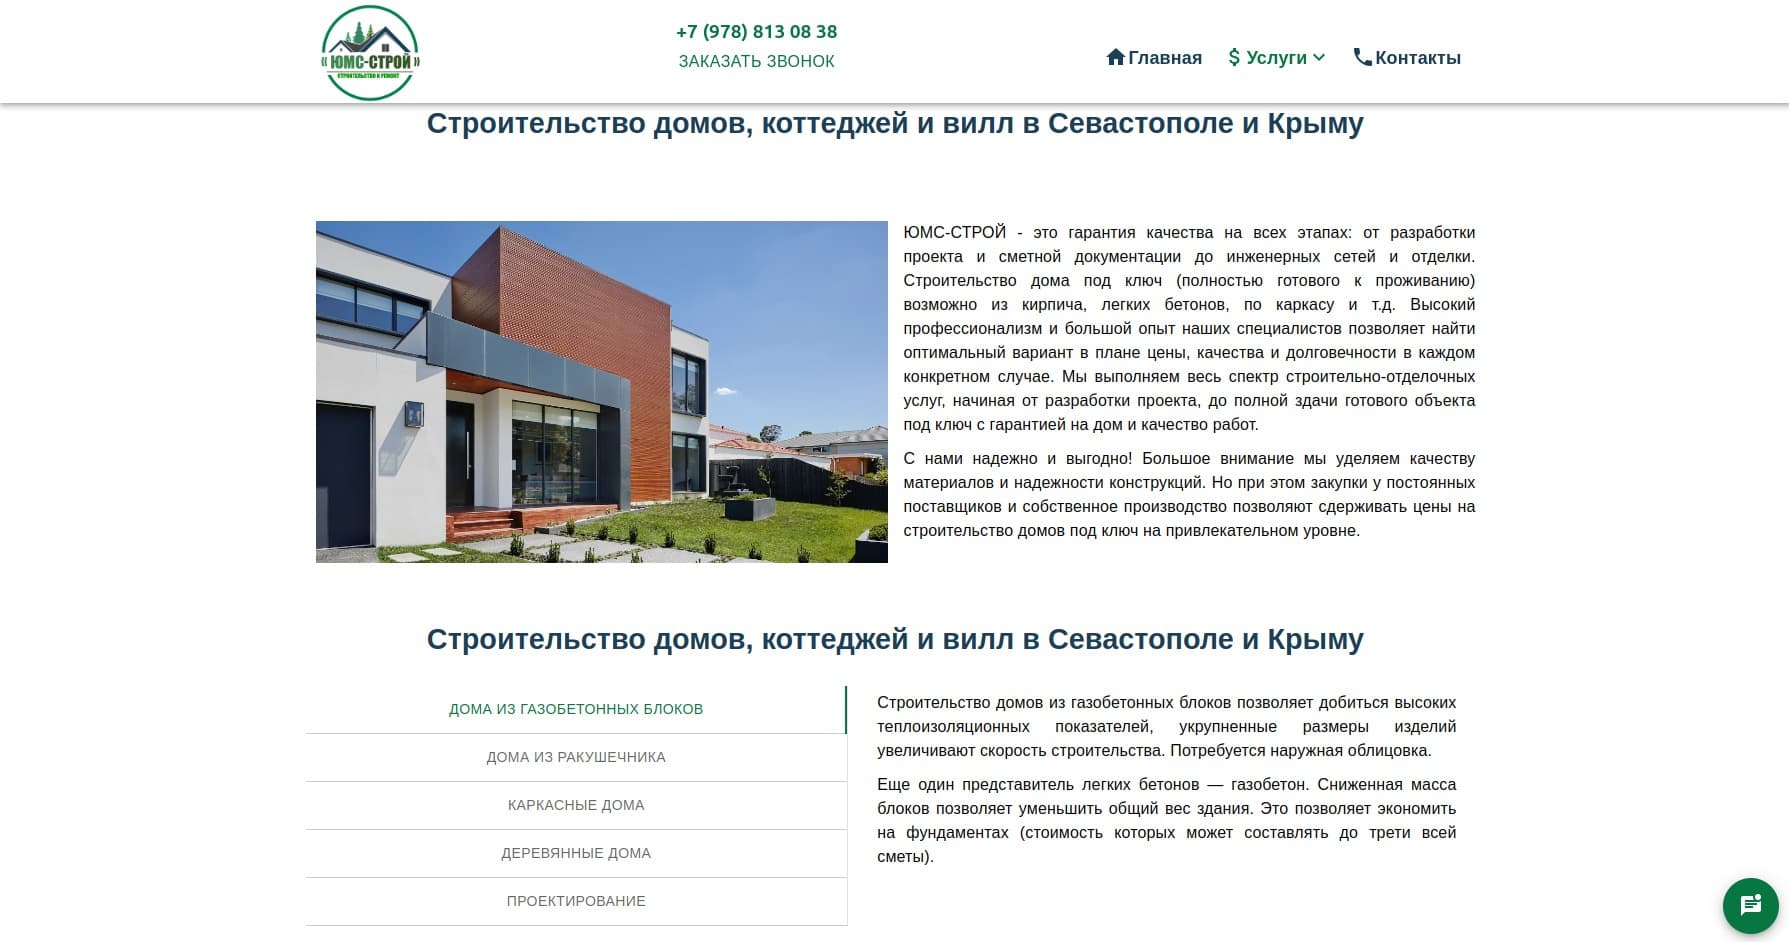 « ЮМС-СТРОЙ »
СТРОИТЕЛЬСТВО И РЕМОНТ
+7 (978) 813 08 38
ЗАКАЗАТЬ ЗВОНОК
Главная
Услуги
Контакты
Строительство домов, коттеджей и вилл в Севастополе и Крыму
ЮМС-СТРОЙ - это гарантия качества на всех этапах: от разработки
проекта и сметной документации до инженерных сетей и отделки.
Строительство дома под ключ (полностью готового к проживанию)
возможно из кирпича, легких бетонов, по каркасу и т.д. Высокий
профессионализм и большой опыт наших специалистов позволяет найти
оптимальный вариант в плане цены, качества и долговечности в каждом
конкретном случае. Мы выполняем весь спектр строительно-отделочных
услуг, начиная от разработки проекта, до полной здачи готового объекта
под ключ с гарантией на дом и качество работ.
С нами надежно и выгодно! Большое внимание мы уделяем качеству
материалов и надежности конструкций. Но при этом закупки у постоянных
поставщиков и собственное производство позволяют сдерживать цены на
строительство домов под ключ на привлекательном уровне.
Строительство домов, коттеджей и вилл в Севастополе и Крыму
ДОМА ИЗ ГАЗОБЕТОННЫХ БЛОКОВ
ДОМА ИЗ РАКУШЕЧНИКА
КАРКАСНЫЕ ДОМА
ДЕРЕВЯННЫЕ ДОМА
ПРОЕКТИРОВАНИЕ
Строительство домов из газобетонных блоков позволяет добиться высоких
теплоизоляционных показателей, укрупненные размеры изделий
увеличивают скорость строительства. Потребуется наружная облицовка.
Еще один представитель легких бетонов — газобетон. Сниженная масса
блоков позволяет уменьшить общий вес здания. Это позволяет экономить
на фундаментах (стоимость которых может составлять до трети всей
сметы).